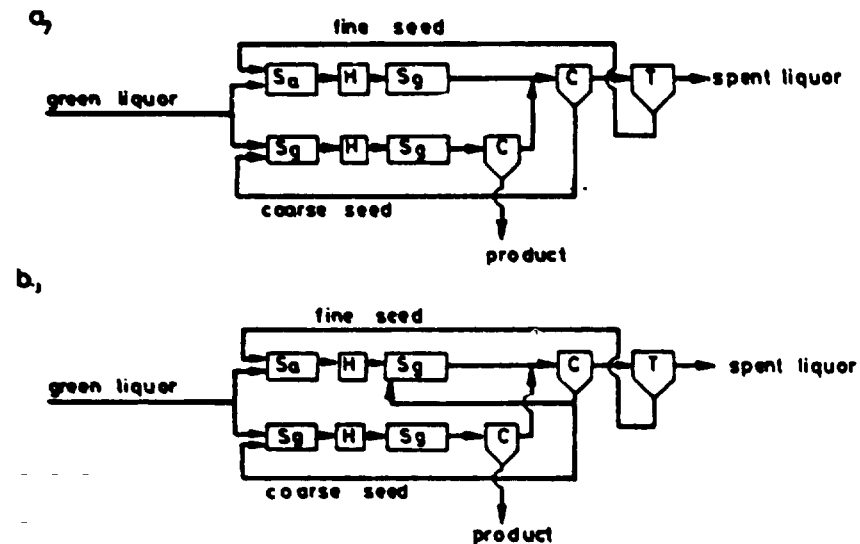 a,
fine seed
Sa H Sg C T spent liquor
green liquor
Sg H Sg C
coarse seed
product
b,
fine seed
Sa H Sg C T spent liquor
green liquor
Sg H Sg C
coarse seed
product